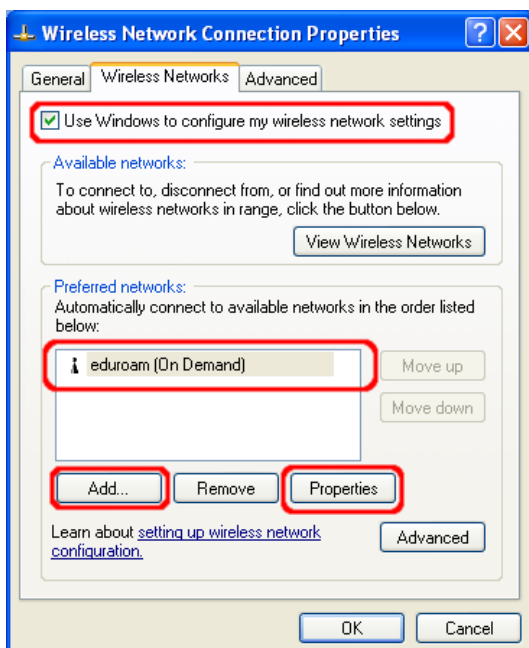 Wireless Network Connection Properties
General Wireless Networks Advanced
Use Windows to configure my wireless network settings
Available networks:
To connect to, disconnect from, or find out more information
about wireless networks in range, click the button below.
View Wireless Networks
Preferred networks:
Automatically connect to available networks in the order listed
below:
eduroam (On Demand)
Move up
Move down
Add... Remove Properties
Learn about setting up wireless network
configuration.
Advanced
OK Cancel